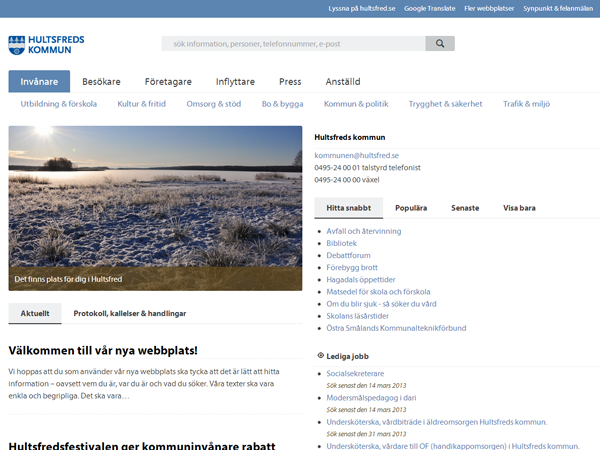 Lyssna på hultsfred.se Google Translate Fler webbplatser Synpunkt & felanmälan
HULTSFREDS
KOMMUN
sök information, personer, telefonnummer, e-post
Invånare Besökare Företagare Inflyttare Press Anställd
Utbildning & förskola Kultur & fritid Omsorg & stöd Bo & bygga Kommun & politik Trygghet & säkerhet Trafik & miljö
Det finns plats för dig i Hultsfred
Aktuellt Protokoll, kallelser & handlingar
Välkommen till vår nya webbplats!
Vi hoppas att du som använder vår nya webbplats ska tycka att det är lätt att hitta
information – oavsett vem du är, var du är och vad du söker. Våra texter ska vara
enkla och begripliga. Det ska vara…
Hultsfredsfestivalen ger kommuninvånare rabatt
Hultsfreds kommun
kommunen@hultsfred.se
0495-24 00 01 talstyrd telefonist
0495-24 00 00 växel
Hitta snabbt Populära Senaste Visa bara
Avfall och återvinning
Bibliotek
Debattforum
Förebygg brott
Hagadals öppettider
Matsedel för skola och förskola
Om du blir sjuk - så söker du vård
Skolans läsårstider
Östra Smålands Kommunalteknikförbund
Lediga jobb
Socialsekreterare
Sök senast den 14 mars 2013
Modersmålspedagog i dari
Sök senast den 14 mars 2013
Undersköterska, vårdbiträde i äldreomsorgen Hultsfreds kommun.
Sök senast den 31 mars 2013
Undersköterska, vårdare till OF (handikappomsorgen) i Hultsfreds kommun.